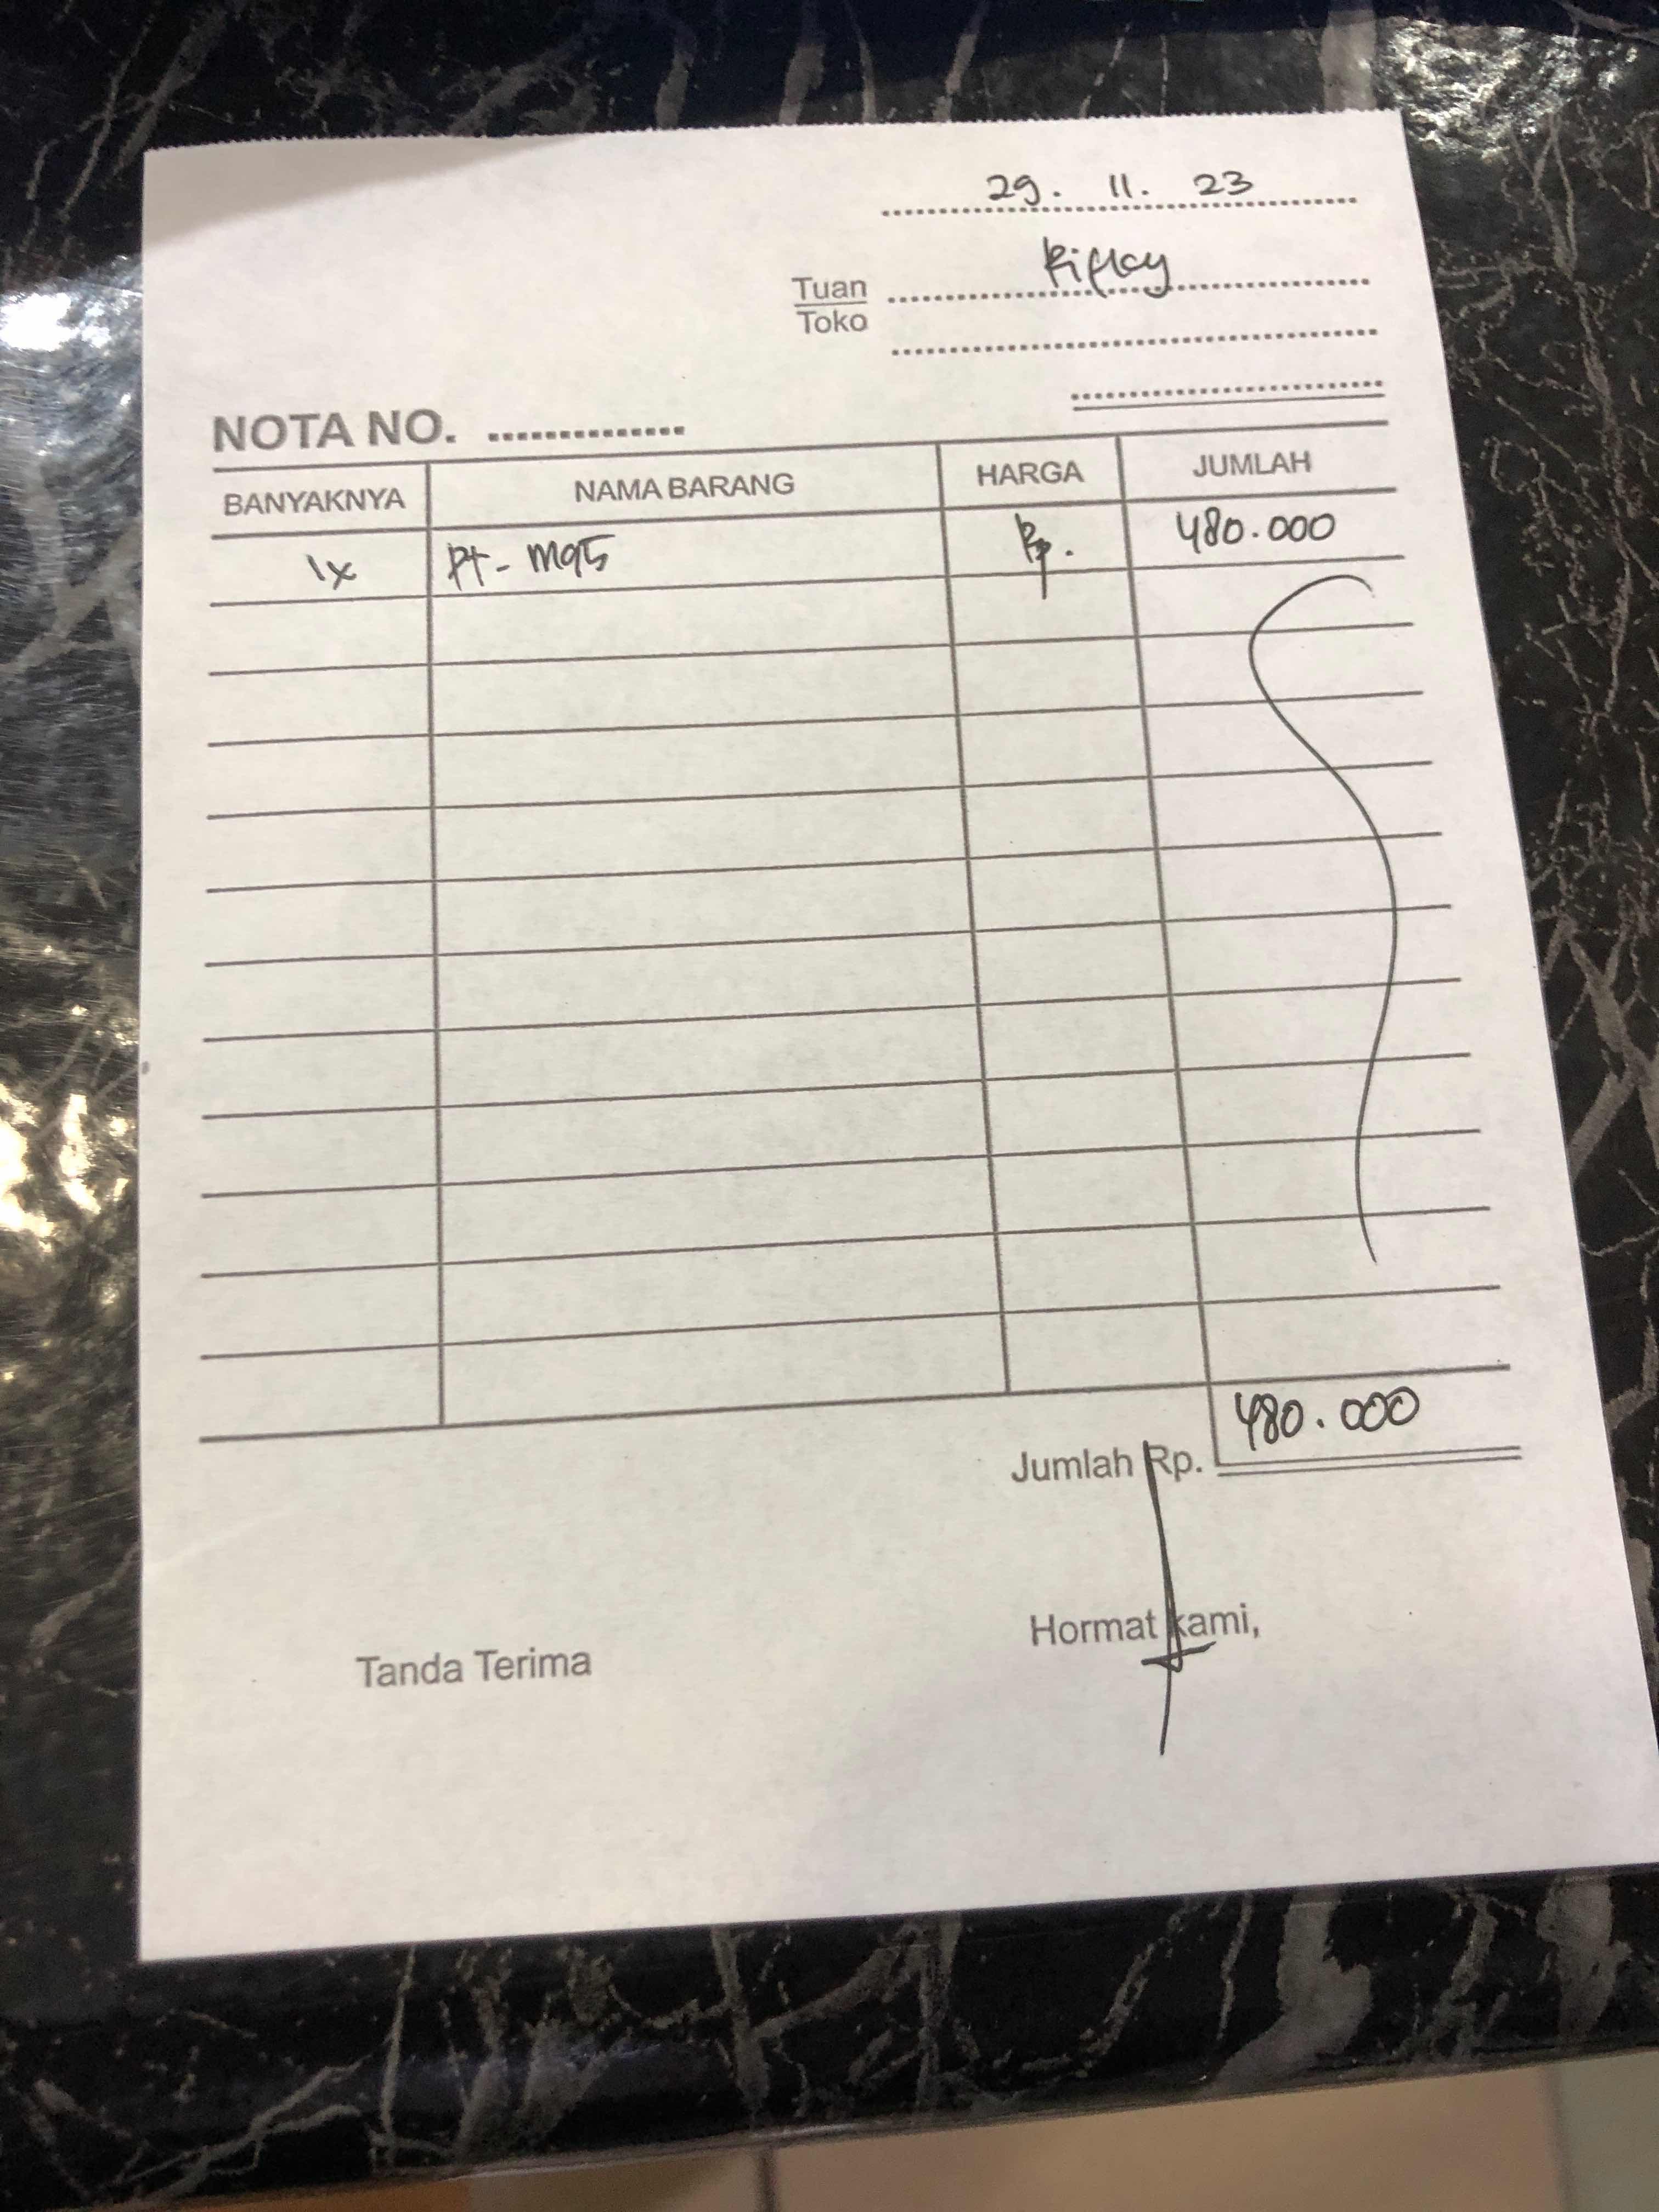 29. 11. 23
Tuan Rifky
Toko
NOTA NO. ..............
BANYAKNYA NAMA BARANG HARGA JUMLAH
1x Pt - M95 Rp. 480.000
Jumlah Rp. 480.000
Tanda Terima Hormat kami,